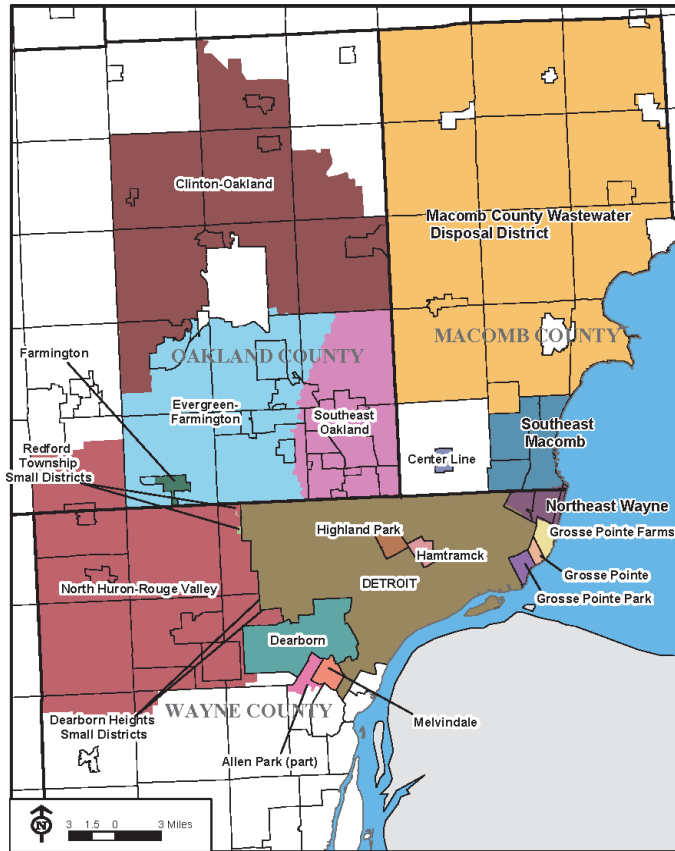 Clinton-Oakland
Macomb County Wastewater
Disposal District
MACOMB COUNTY
Farmington
OAKLAND COUNTY
Evergreen-
Farmington
Southeast
Oakland
Southeast
Macomb
Redford
Township
Small Districts
Center Line
Northeast Wayne
Highland Park
Grosse Pointe Farms
Hamtramck
Grosse Pointe
DETROIT
North Huron-Rouge Valley
Grosse Pointe Park
Dearborn
WAYNE COUNTY
Dearborn Heights
Small Districts
Melvindale
Allen Park (part)
N
3 1.5 0 3 Miles